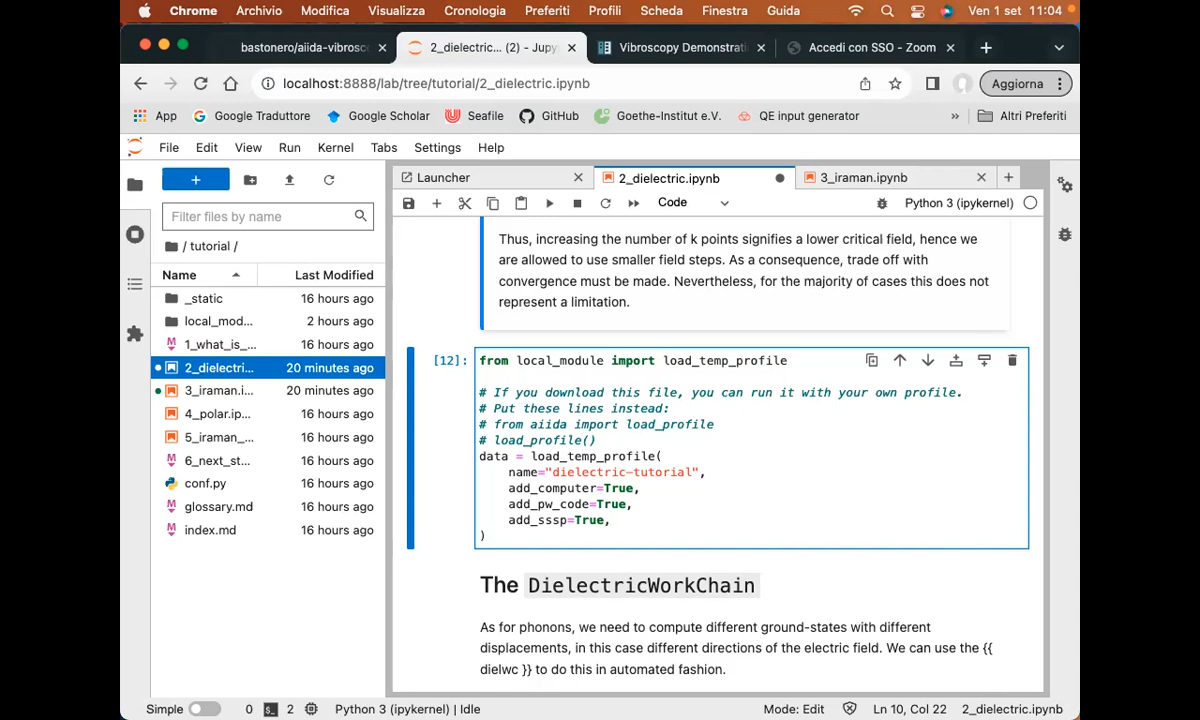 Chrome Archivio Modifica Visualizza Cronologia Preferiti Profili Scheda Finestra Guida Ven 1 set 11:04
bastonero/aiida-vibrosc 2_dielectric... (2) - Jupy Vibroscopy Demonstrati Accedi con SSO - Zoom
localhost:8888/lab/tree/tutorial/2_dielectric.ipynb Aggiorna
App Google Traduttore Google Scholar Seafile GitHub Goethe-Institut e.V. QE input generator » Altri Preferiti
File Edit View Run Kernel Tabs Settings Help
Launcher 2_dielectric.ipynb 3_iraman.ipynb
Code Python 3 (ipykernel)
Filter files by name
/ tutorial /
Name Last Modified
_static 16 hours ago
local_mod... 2 hours ago
1_what_is_... 16 hours ago
2_dielectri... 20 minutes ago
3_iraman.i... 20 minutes ago
4_polar.ip... 16 hours ago
5_iraman_... 16 hours ago
6_next_st... 16 hours ago
conf.py 16 hours ago
glossary.md 16 hours ago
index.md 16 hours ago
Thus, increasing the number of k points signifies a lower critical field, hence we
are allowed to use smaller field steps. As a consequence, trade off with
convergence must be made. Nevertheless, for the majority of cases this does not
represent a limitation.
[12]: from local_module import load_temp_profile
# If you download this file, you can run it with your own profile.
# Put these lines instead:
# from aiida import load_profile
# load_profile()
data = load_temp_profile(
name="dielectric-tutorial",
add_computer=True,
add_pw_code=True,
add_sssp=True,
)
The DielectricWorkChain
As for phonons, we need to compute different ground-states with different
displacements, in this case different directions of the electric field. We can use the {{
dielwc }} to do this in automated fashion.
Simple 0 2 Python 3 (ipykernel) | Idle Mode: Edit Ln 10, Col 22 2_dielectric.ipynb